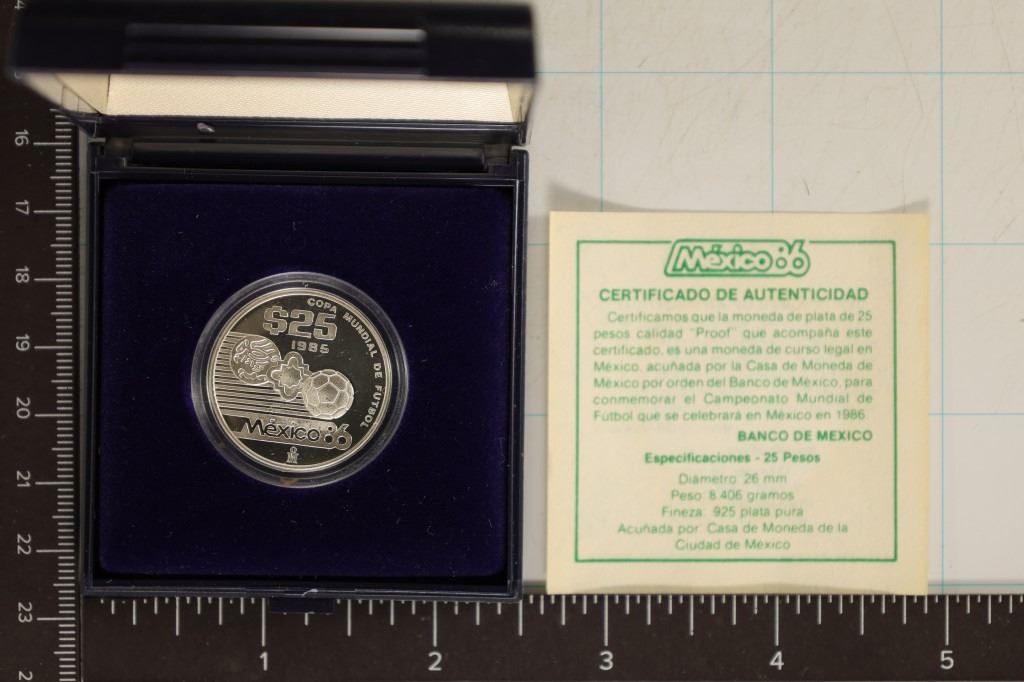 COPA MUNDIAL DE FUTBOL
$25
1985
México 86
México 86
CERTIFICADO DE AUTENTICIDAD
Certificamos que la moneda de plata de 25
pesos calidad "Proof" que acompaña este
certificado, es una moneda de curso legal en
México, acuñada por la Casa de Moneda de
México por orden del Banco de México, para
conmemorar el Campeonato Mundial de
Fútbol que se celebrará en México en 1986
BANCO DE MEXICO
Especificaciones - 25 Pesos
Diámetro: 26 mm
Peso: 8.406 gramos
Fineza: .925 plata pura
Acuñada por: Casa de Moneda de la
Ciudad de México
16
17
18
19
20
21
22
23
1 2 3 4 5